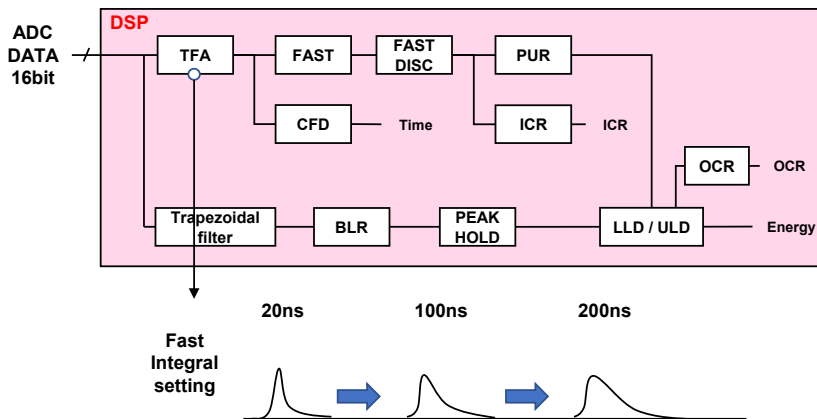 DSP
ADC
DATA
16bit
TFA
FAST
FAST
DISC
PUR
CFD
Time
ICR
ICR
OCR
OCR
Trapezoidal
filter
BLR
PEAK
HOLD
LLD / ULD
Energy
20ns
100ns
200ns
Fast
Integral
setting